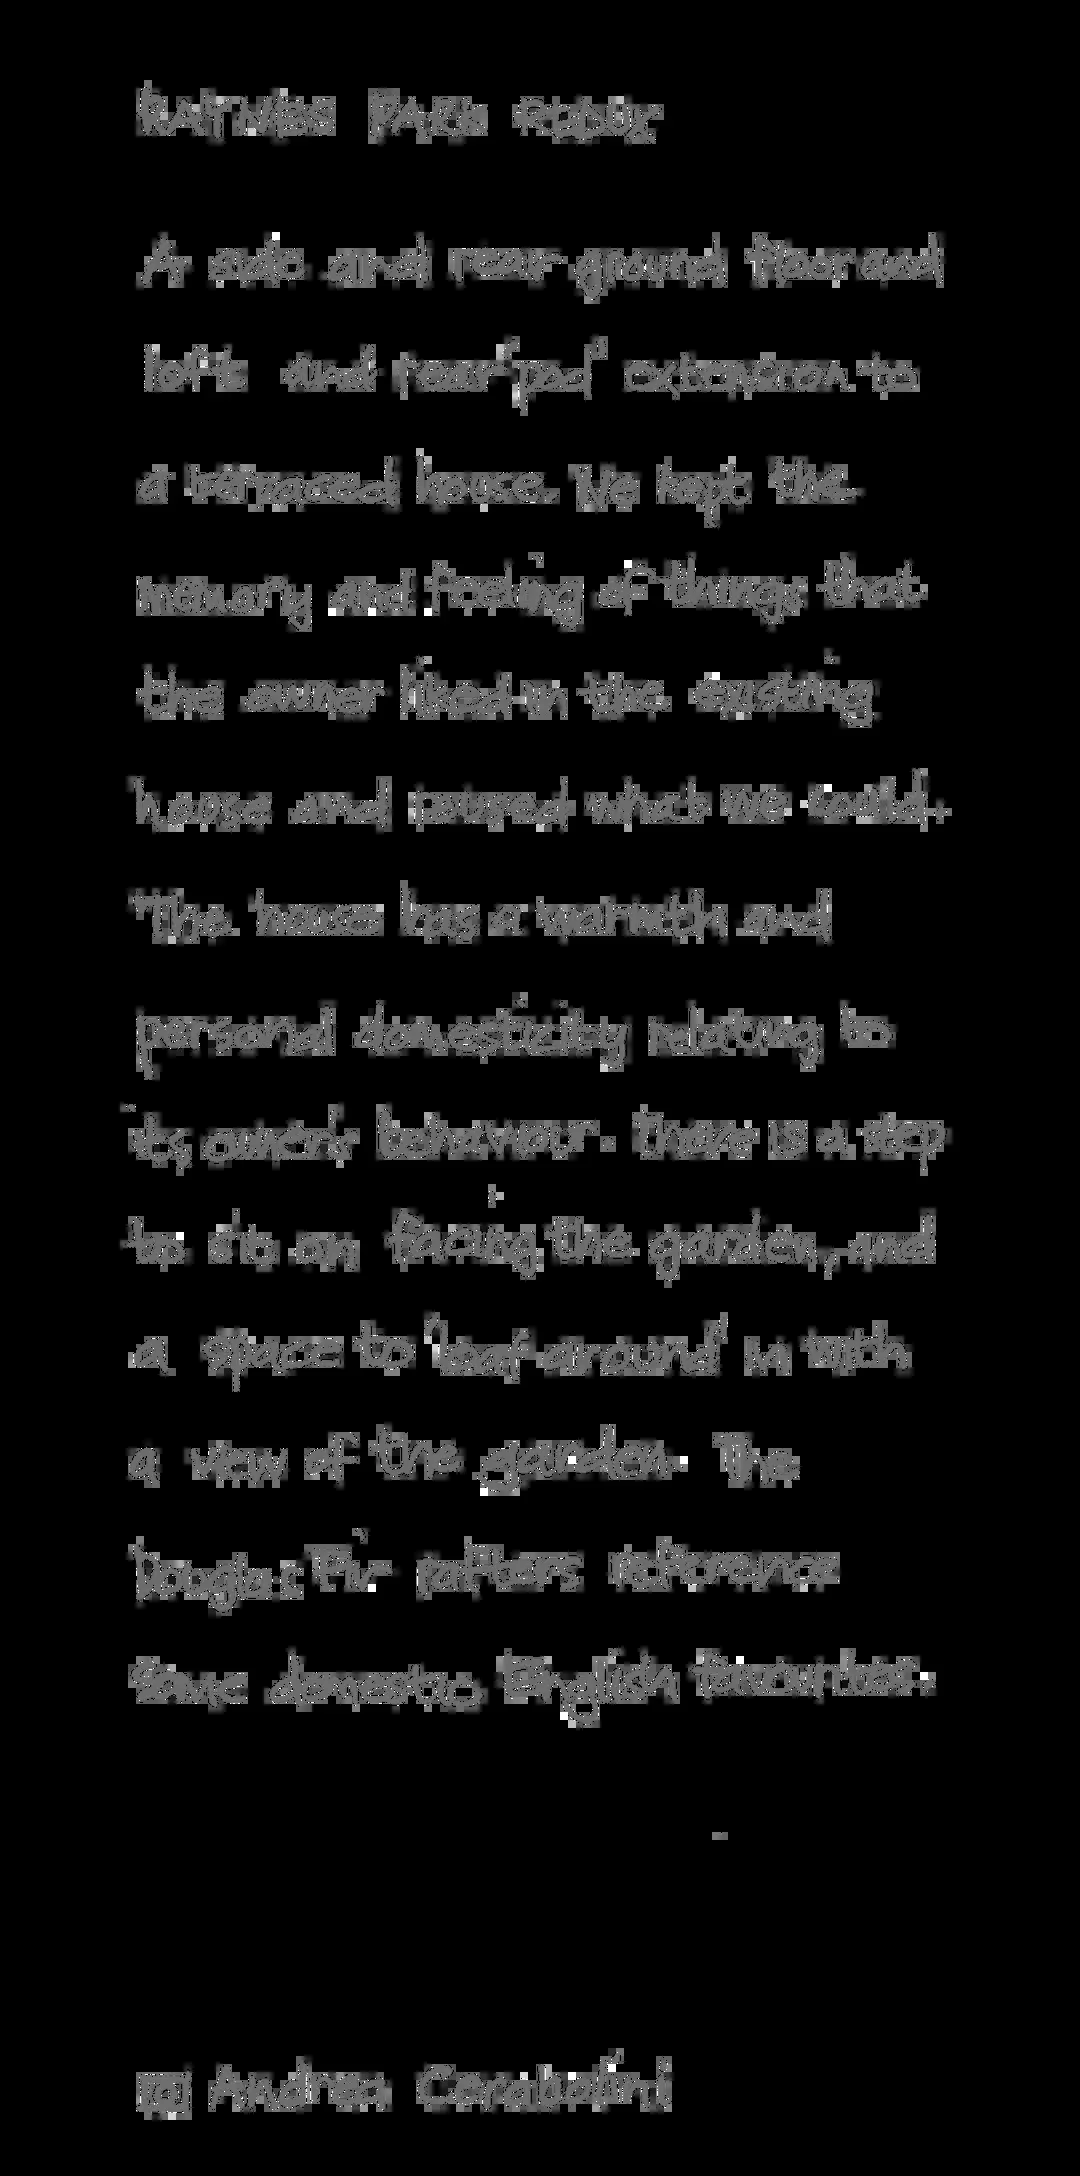 RAYNES PARK REDUX
A side and rear ground floor and
loft and rear "pod" extension to
a terraced house. We kept the
memory and feeling of things that
the owner liked in the existing
house and reused what we could.
The house has a warmth and
personal domesticity relating to
its owner's behaviour. There is a step
to sit on, facing the garden, and
a space to "leaf around" in with
a view of the garden. The
Douglas Fir rafters reference
some domestic English favourites.
Andrea Cerabolini